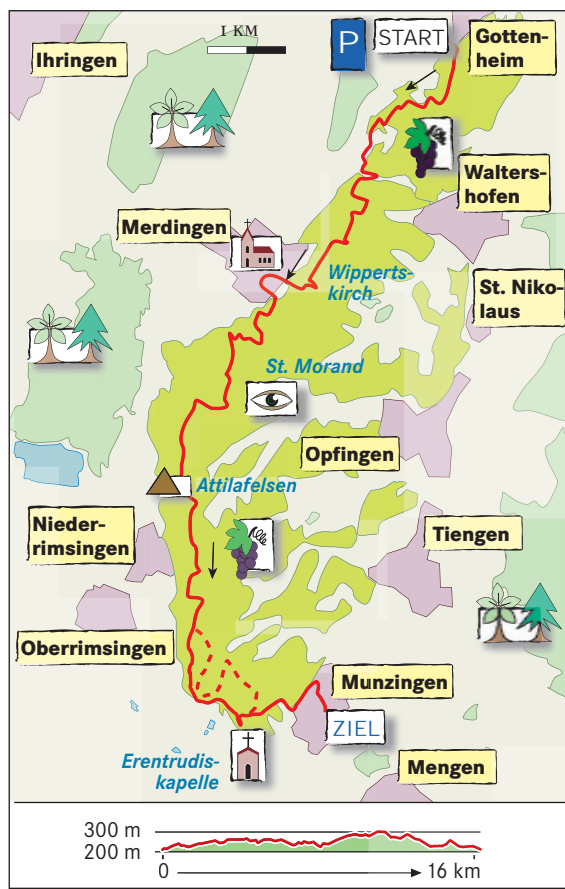 1 KM
P START
Gotten-
heim
Ihringen
Walters-
hofen
Merdingen
Wipperts-
kirch
St. Niko-
laus
St. Morand
Opfingen
Attilafelsen
Nieder-
rimsingen
Tiengen
Oberrimsingen
Munzingen
ZIEL
Erentrudis-
kapelle
Mengen
300 m
200 m
0
16 km